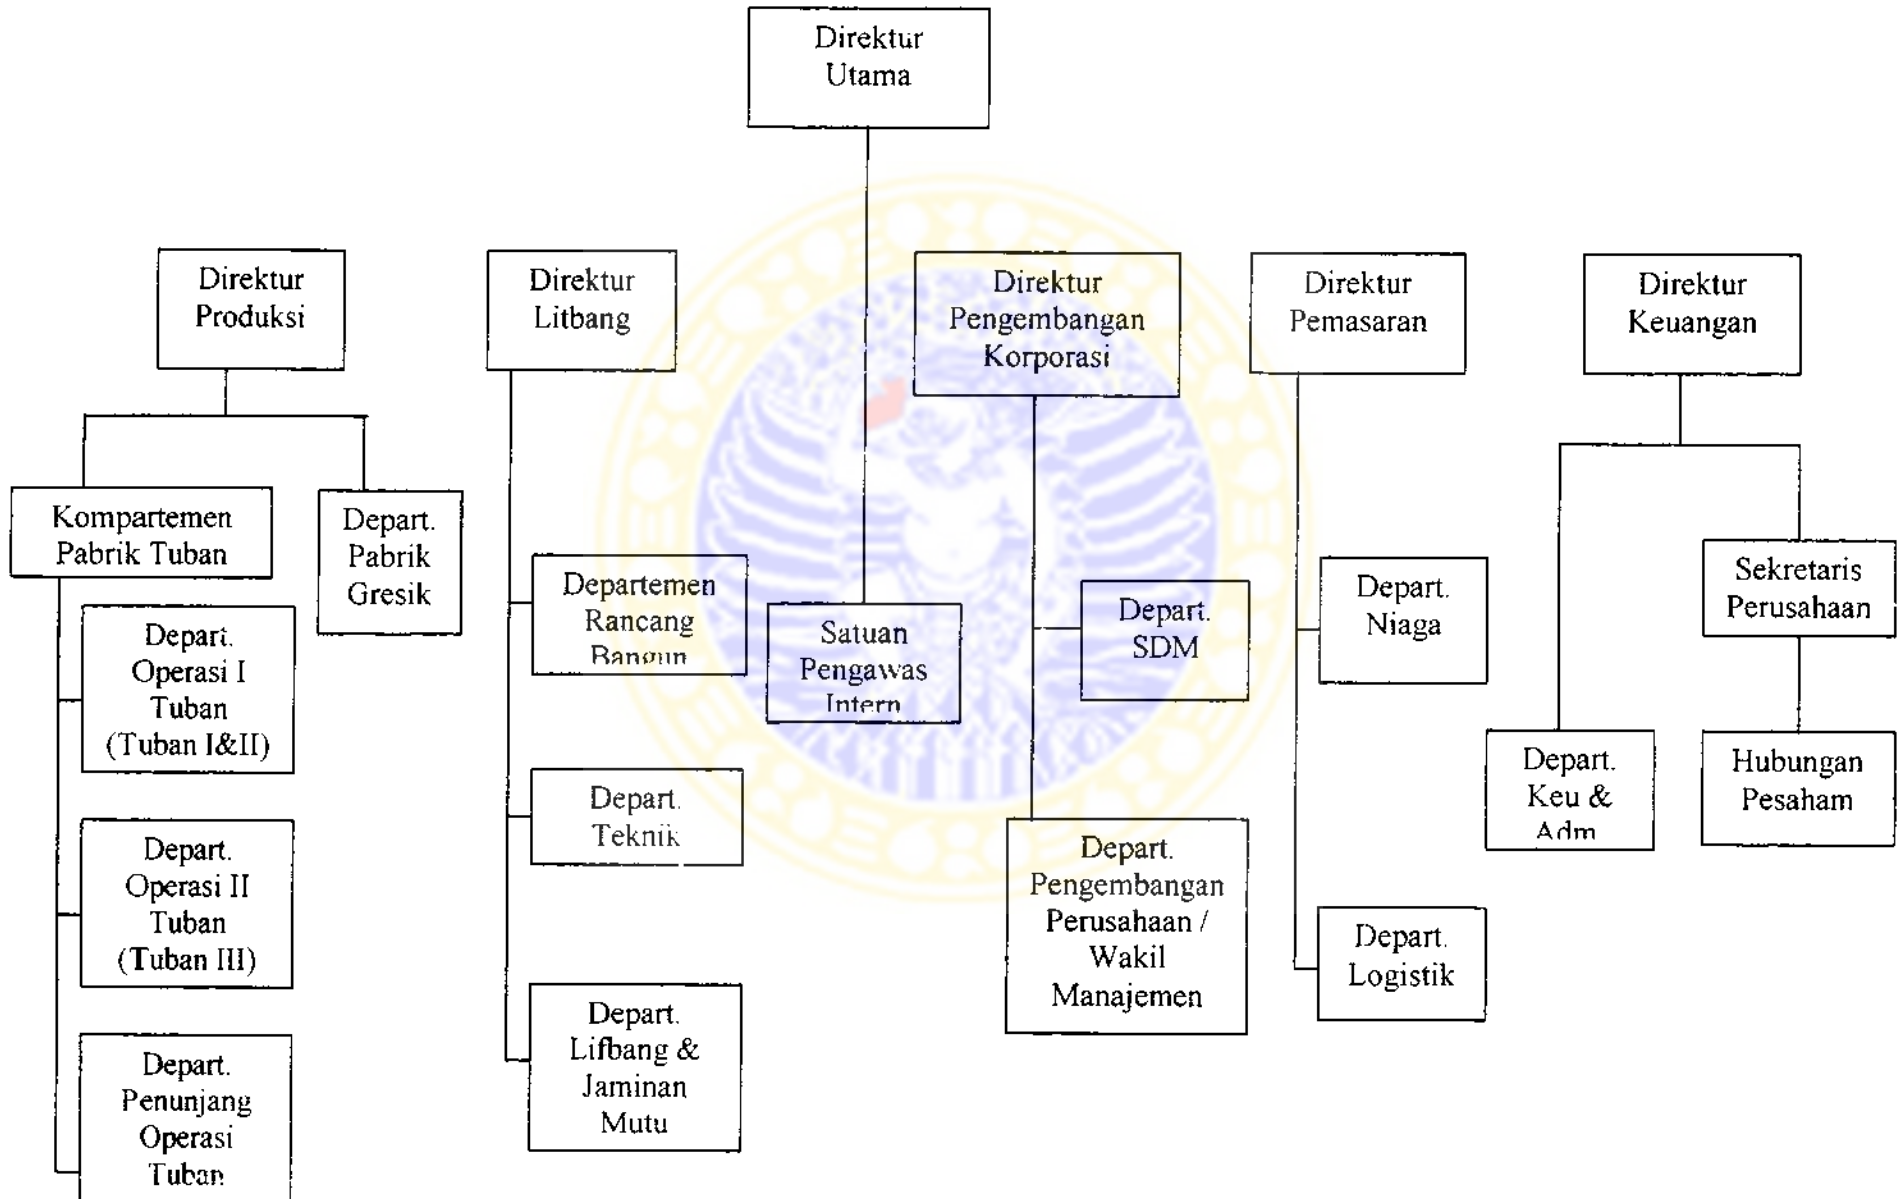 Direktur
Utama
Direktur
Produksi
Direktur
Litbang
Direktur
Pengembangan
Korporasi
Direktur
Pemasaran
Direktur
Keuangan
Kompartemen
Pabrik Tuban
Depart.
Pabrik
Gresik
Departemen
Rancang
Bangun
Satuan
Pengawas
Intern
Depart.
SDM
Depart.
Niaga
Sekretaris
Perusahaan
Depart.
Operasi I
Tuban
(Tuban I&II)
Depart.
Teknik
Depart.
Keu &
Adm
Hubungan
Pesaham
Depart.
Operasi II
Tuban
(Tuban III)
Depart.
Pengembangan
Perusahaan /
Wakil
Manajemen
Depart.
Logistik
Depart.
Lifbang &
Jaminan
Mutu
Depart.
Penunjang
Operasi
Tuban